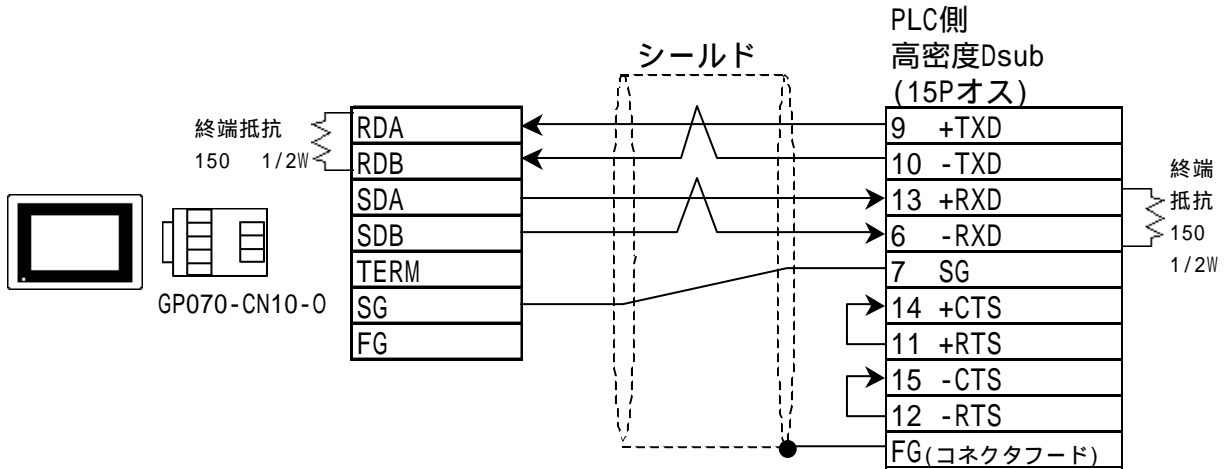 PLC側
高密度Dsub
(15Pオス)
シールド
終端抵抗
150 1/2W
RDA
RDB
SDA
SDB
TERM
SG
FG
GP070-CN10-O
9 +TXD
10 -TXD
13 +RXD
6 -RXD
7 SG
14 +CTS
11 +RTS
15 -CTS
12 -RTS
FG(コネクタフード)
終端
抵抗
150
1/2W